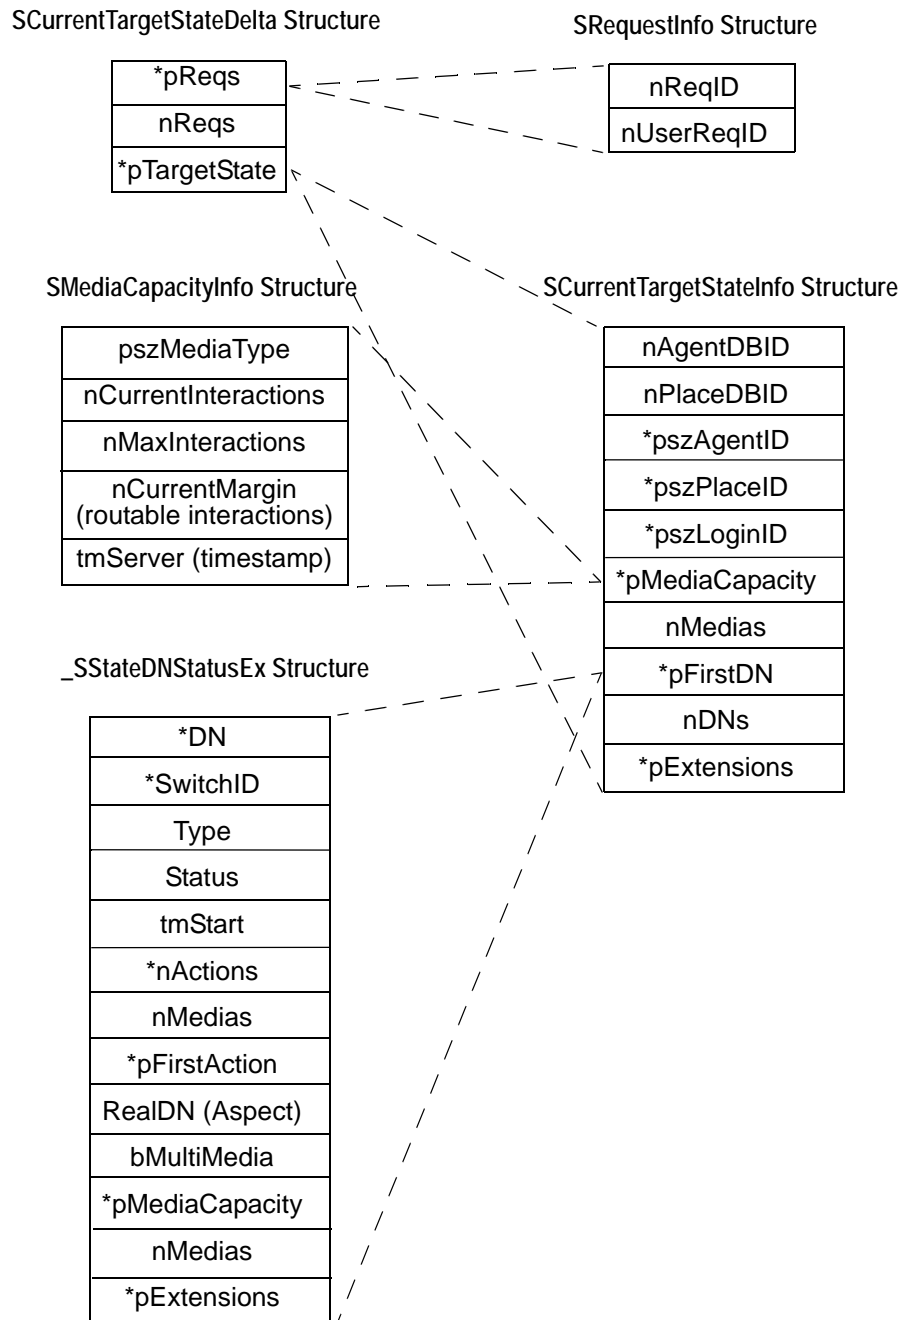 SCurrentTargetStateDelta Structure
*pReqs
nReqs
*pTargetState
SRequestInfo Structure
nReqID
nUserReqID
SMediaCapacityInfo Structure
pszMediaType
nCurrentInteractions
nMaxInteractions
nCurrentMargin
(routable interactions)
tmServer (timestamp)
SCurrentTargetStateInfo Structure
nAgentDBID
nPlaceDBID
*pszAgentID
*pszPlaceID
*pszLoginID
*pMediaCapacity
nMedias
*pFirstDN
nDNs
*pExtensions
_SStateDNStatusEx Structure
*DN
*SwitchID
Type
Status
tmStart
*nActions
nMedias
*pFirstAction
RealDN (Aspect)
bMultiMedia
*pMediaCapacity
nMedias
*pExtensions